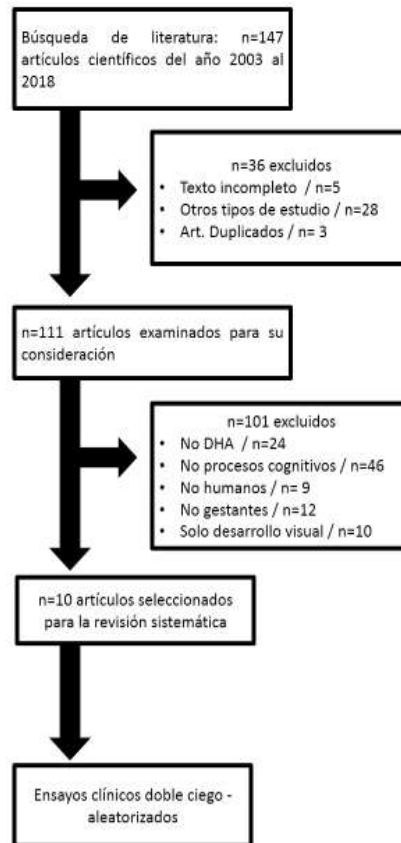 Búsqueda de literatura: n=147
artículos científicos del año 2003 al
2018
n=36 excluidos
• Texto incompleto / n=5
• Otros tipos de estudio / n=28
• Art. Duplicados / n= 3
n=111 artículos examinados para su
consideración
n=101 excluidos
• No DHA / n=24
• No procesos cognitivos / n=46
• No humanos / n= 9
• No gestantes / n=12
• Solo desarrollo visual / n=10
n=10 artículos seleccionados
para la revisión sistemática
Ensayos clínicos doble ciego -
aleatorizados